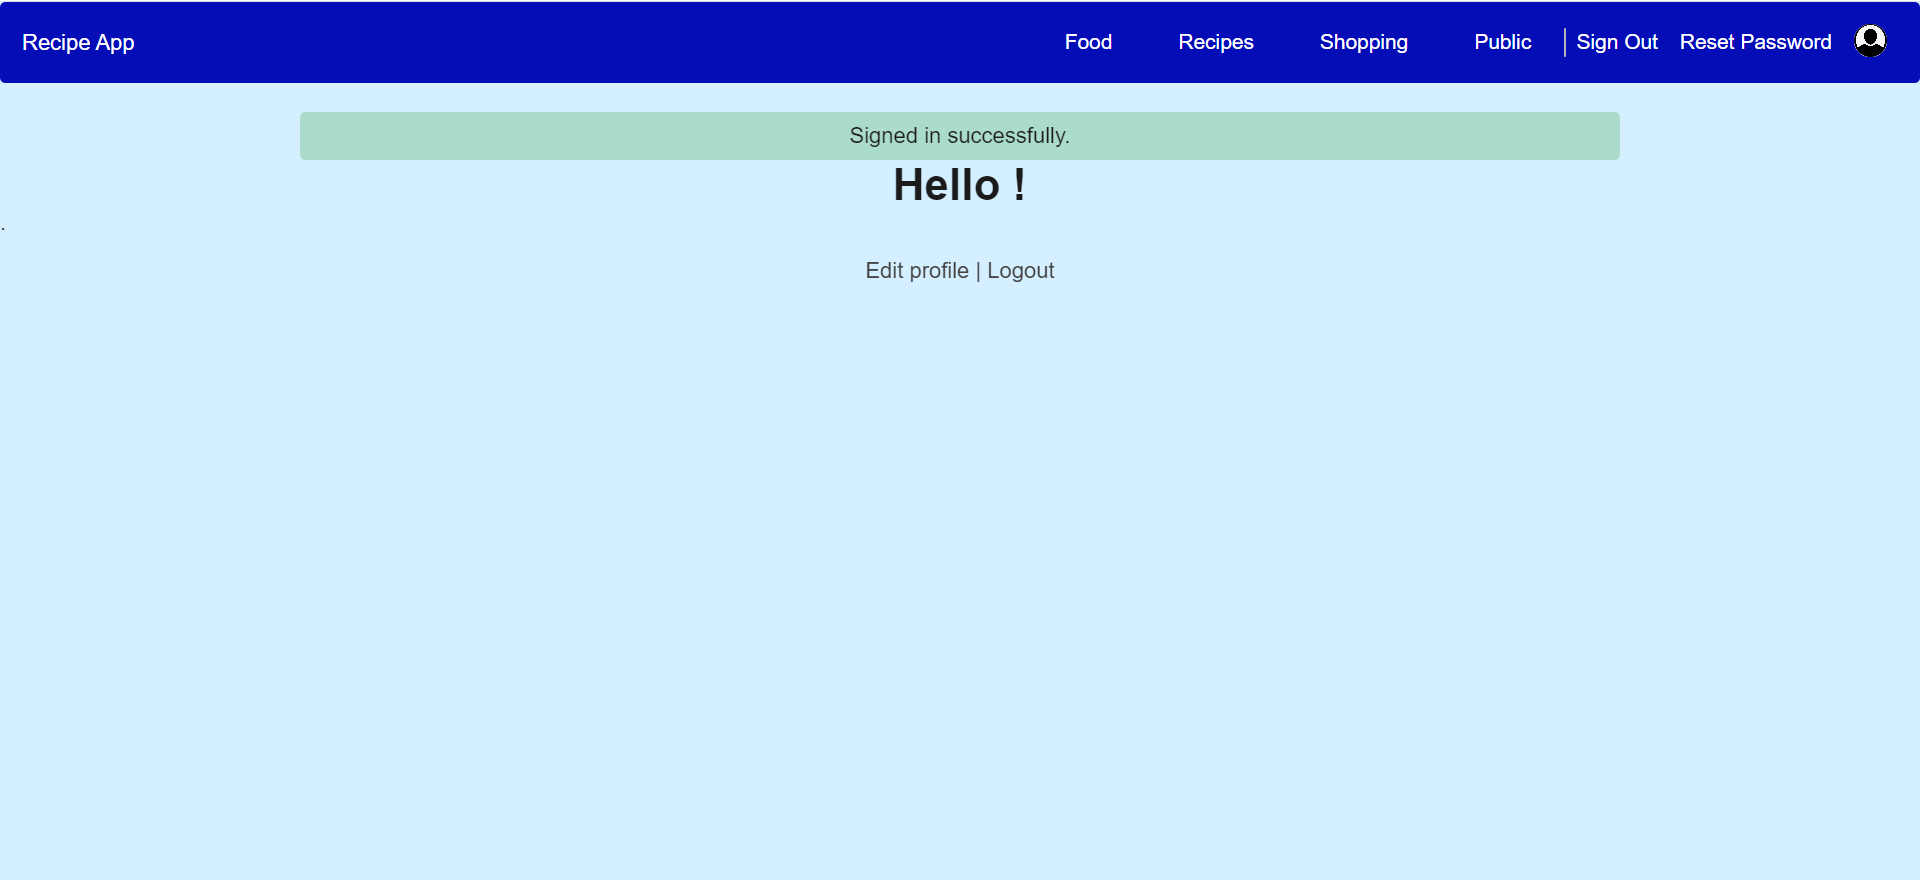 Recipe App Food Recipes Shopping Public Sign Out Reset Password
Signed in successfully.
Hello !
.
Edit profile | Logout